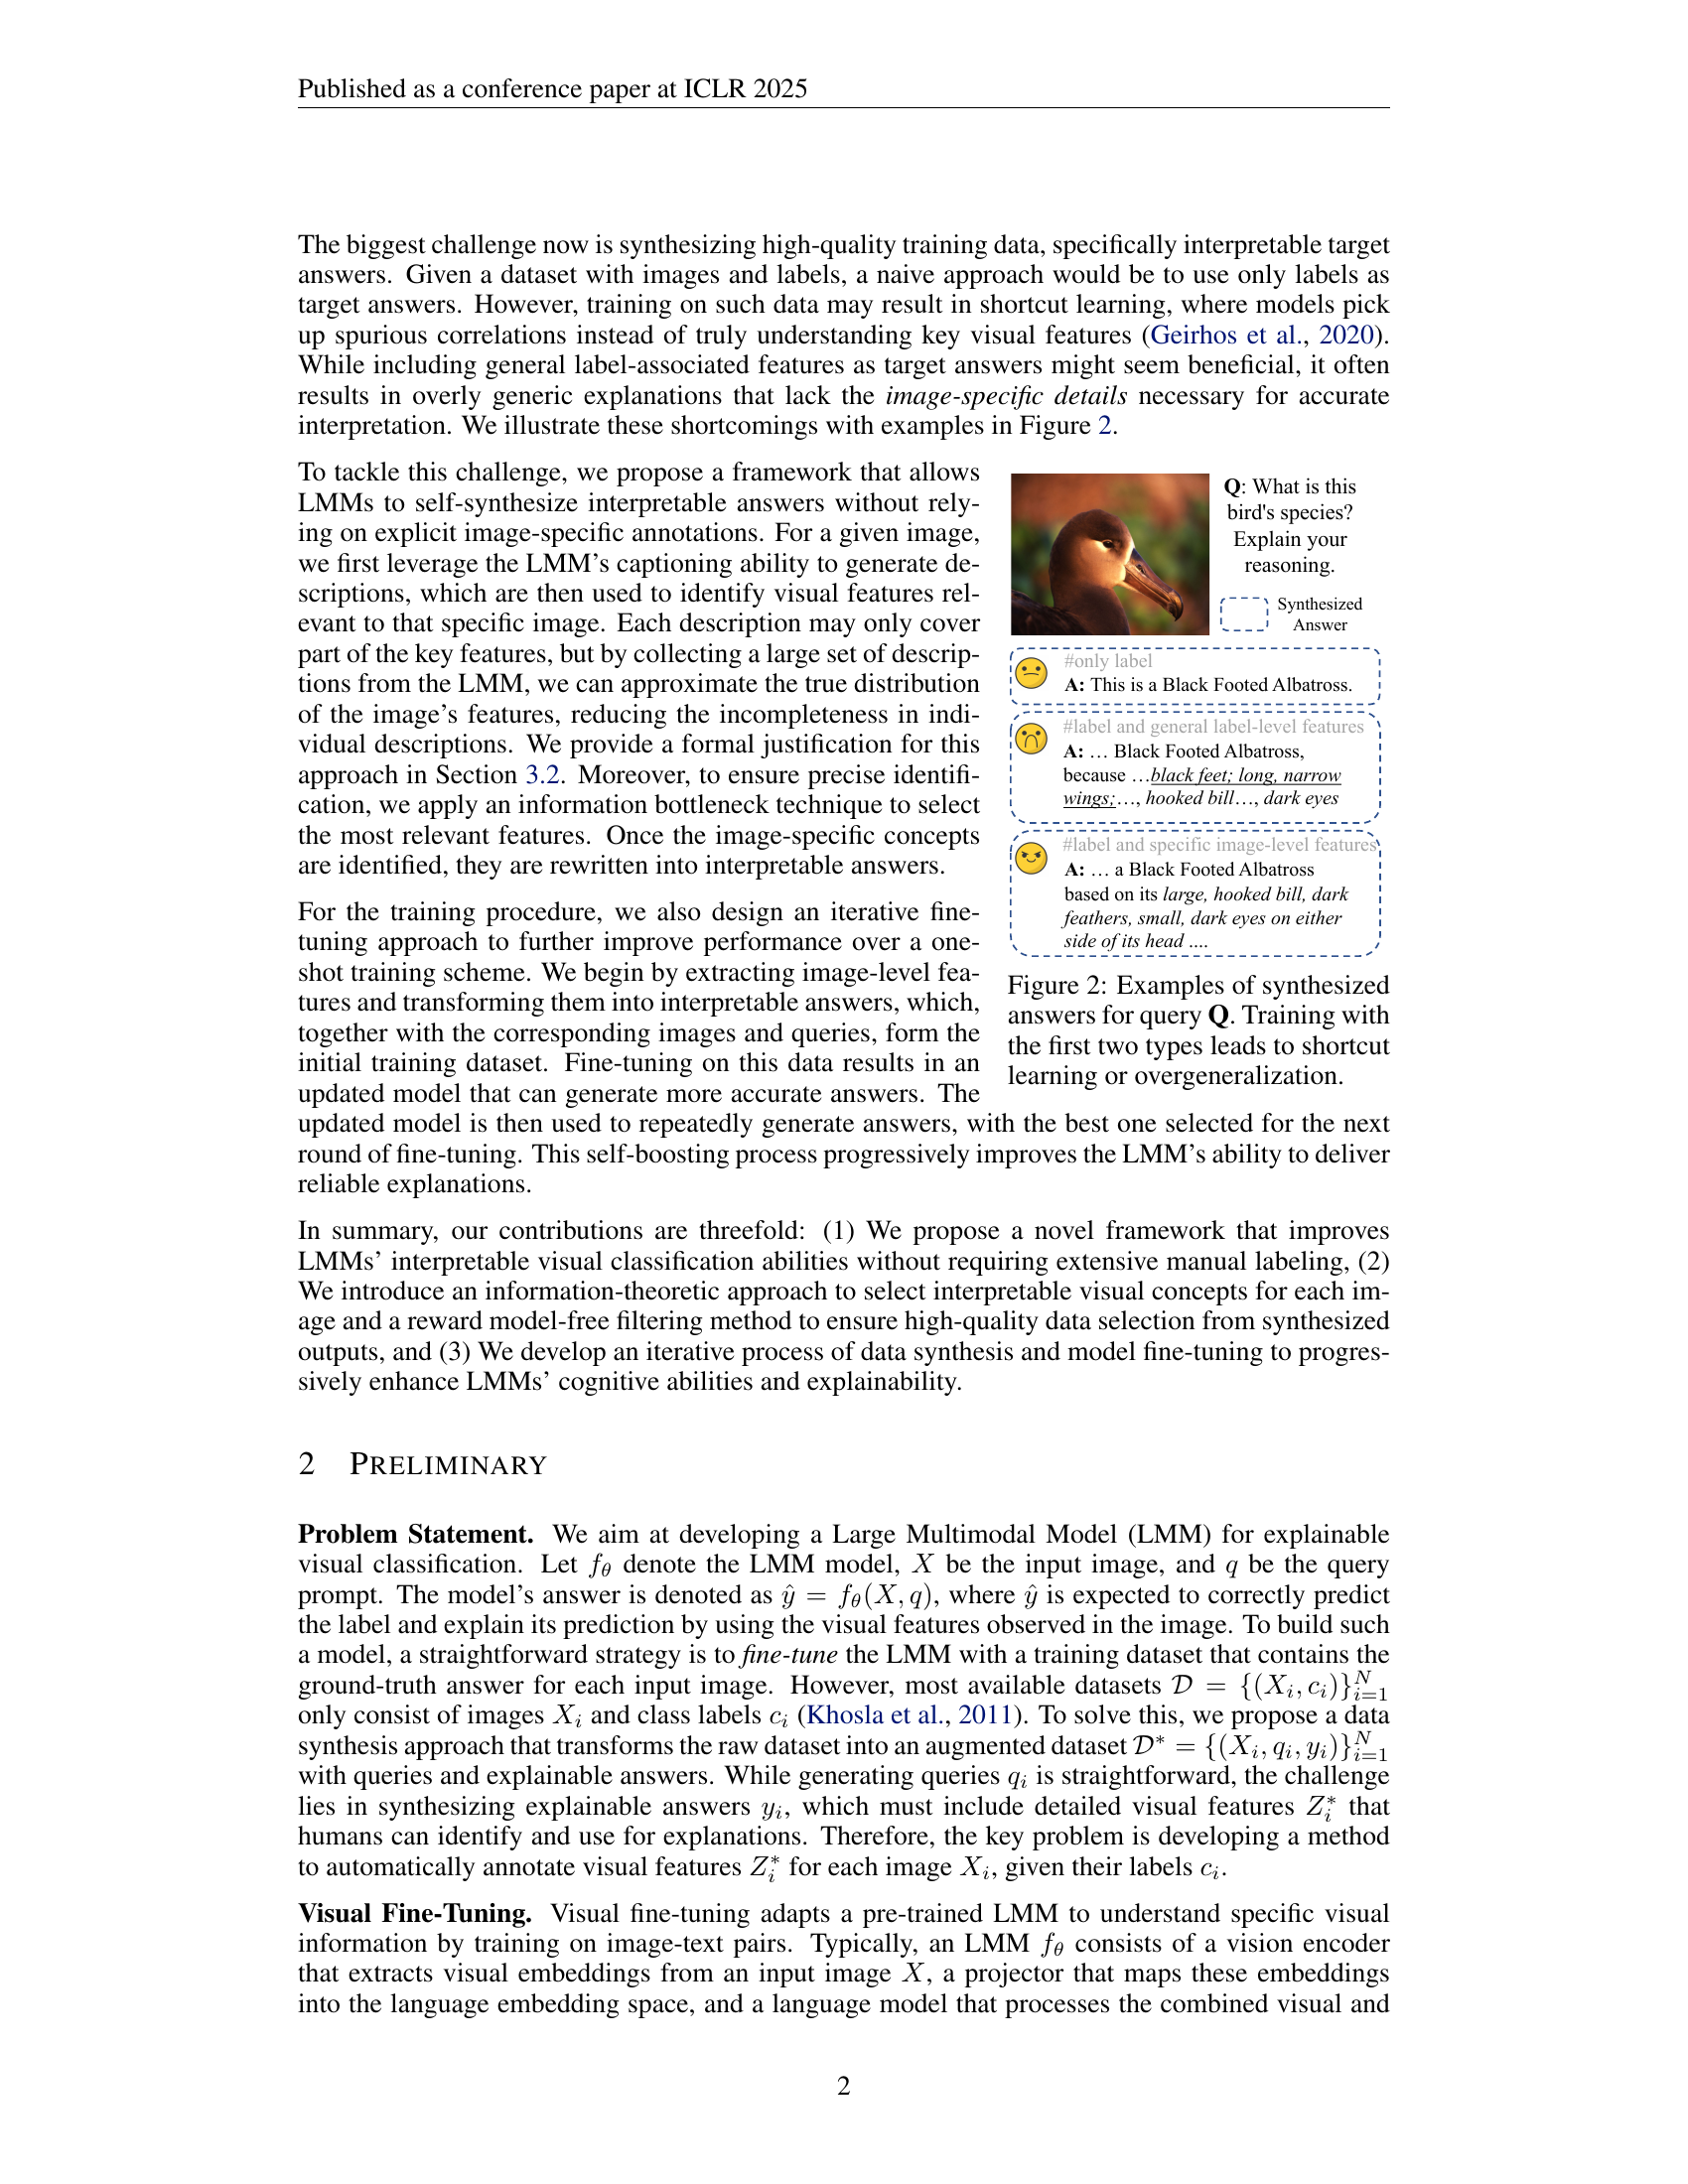 Published as a conference paper at ICLR 2025
The biggest challenge now is synthesizing high-quality training data, specifically interpretable target
answers. Given a dataset with images and labels, a naive approach would be to use only labels as
target answers. However, training on such data may result in shortcut learning, where models pick
up spurious correlations instead of truly understanding key visual features (Geirhos et al., 2020).
While including general label-associated features as target answers might seem beneficial, it often
results in overly generic explanations that lack the image-specific details necessary for accurate
interpretation. We illustrate these shortcomings with examples in Figure 2.
To tackle this challenge, we propose a framework that allows
LMMs to self-synthesize interpretable answers without rely-
ing on explicit image-specific annotations. For a given image,
we first leverage the LMM's captioning ability to generate de-
scriptions, which are then used to identify visual features rel-
evant to that specific image. Each description may only cover
part of the key features, but by collecting a large set of descrip-
tions from the LMM, we can approximate the true distribution
of the image's features, reducing the incompleteness in indi-
vidual descriptions. We provide a formal justification for this
approach in Section 3.2. Moreover, to ensure precise identifi-
cation, we apply an information bottleneck technique to select
the most relevant features. Once the image-specific concepts
are identified, they are rewritten into interpretable answers.
For the training procedure, we also design an iterative fine-
tuning approach to further improve performance over a one-
shot training scheme. We begin by extracting image-level fea-
tures and transforming them into interpretable answers, which,
together with the corresponding images and queries, form the
initial training dataset. Fine-tuning on this data results in an
updated model that can generate more accurate answers. The
updated model is then used to repeatedly generate answers, with the best one selected for the next
round of fine-tuning. This self-boosting process progressively improves the LMM's ability to deliver
reliable explanations.
Q: What is this
bird's species?
Explain your
reasoning.
Synthesized
Answer
#only label
A: This is a Black Footed Albatross.
#label and general label-level features
A: … Black Footed Albatross,
because …black feet; long, narrow
wings;…, hooked bill…, dark eyes
#label and specific image-level features
A: … a Black Footed Albatross
based on its large, hooked bill, dark
feathers, small, dark eyes on either
side of its head ....
Figure 2: Examples of synthesized
answers for query Q. Training with
the first two types leads to shortcut
learning or overgeneralization.
In summary, our contributions are threefold: (1) We propose a novel framework that improves
LMMs' interpretable visual classification abilities without requiring extensive manual labeling, (2)
We introduce an information-theoretic approach to select interpretable visual concepts for each im-
age and a reward model-free filtering method to ensure high-quality data selection from synthesized
outputs, and (3) We develop an iterative process of data synthesis and model fine-tuning to progres-
sively enhance LMMs' cognitive abilities and explainability.
2 PRELIMINARY
Problem Statement. We aim at developing a Large Multimodal Model (LMM) for explainable
visual classification. Let f_θ denote the LMM model, X be the input image, and q be the query
prompt. The model's answer is denoted as ŷ = f_θ(X, q), where ŷ is expected to correctly predict
the label and explain its prediction by using the visual features observed in the image. To build such
a model, a straightforward strategy is to fine-tune the LMM with a training dataset that contains the
ground-truth answer for each input image. However, most available datasets D = {(X_i, c_i)}_{i=1}^N
only consist of images X_i and class labels c_i (Khosla et al., 2011). To solve this, we propose a data
synthesis approach that transforms the raw dataset into an augmented dataset D* = {(X_i, q_i, y_i)}_{i=1}^N
with queries and explainable answers. While generating queries q_i is straightforward, the challenge
lies in synthesizing explainable answers y_i, which must include detailed visual features Z_i^* that
humans can identify and use for explanations. Therefore, the key problem is developing a method
to automatically annotate visual features Z_i^* for each image X_i, given their labels c_i.
Visual Fine-Tuning. Visual fine-tuning adapts a pre-trained LMM to understand specific visual
information by training on image-text pairs. Typically, an LMM f_θ consists of a vision encoder
that extracts visual embeddings from an input image X, a projector that maps these embeddings
into the language embedding space, and a language model that processes the combined visual and
2